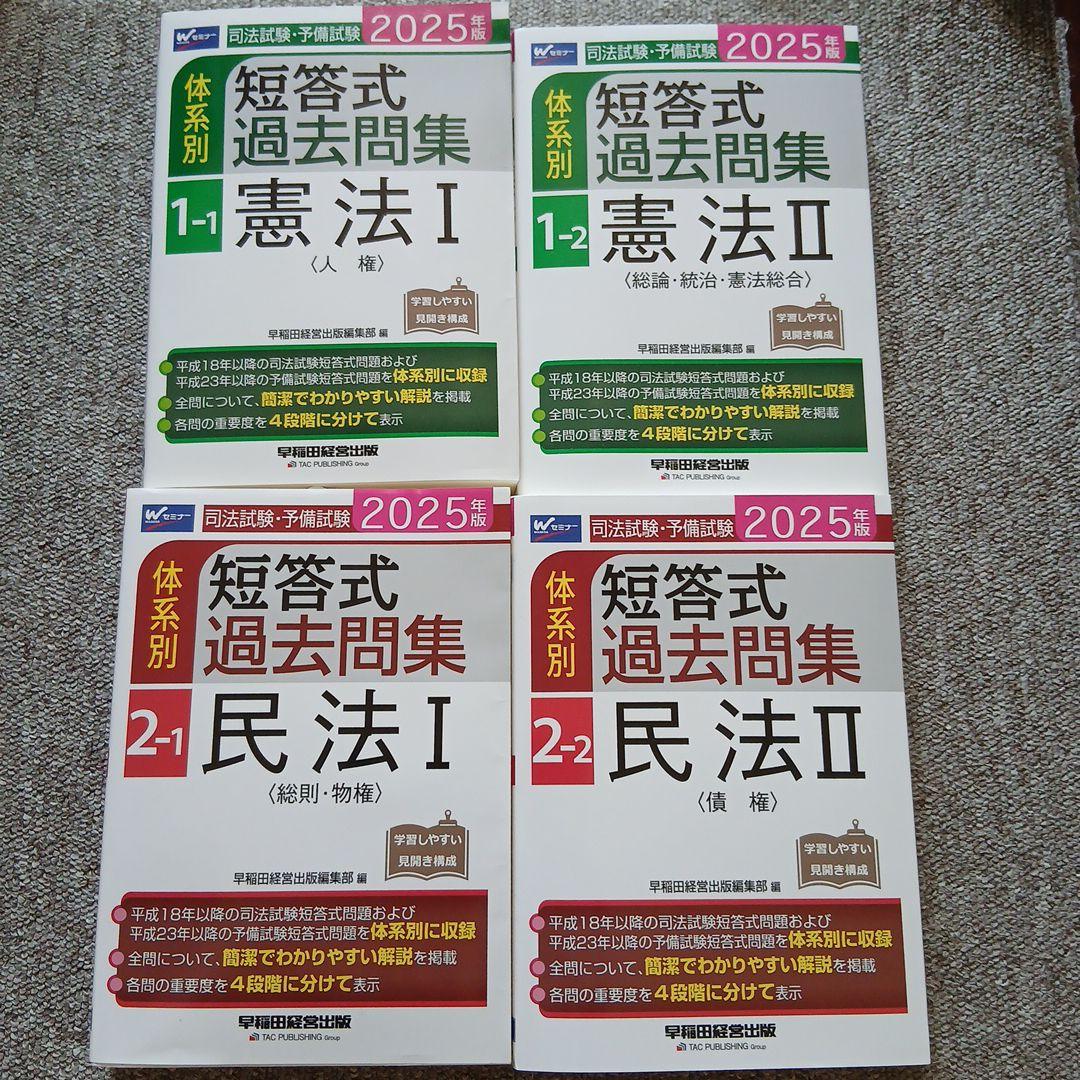 Wセミナー 司法試験・予備試験 2025年版
体系別
短答式
過去問集
1-1 憲法Ⅰ
〈人 権〉
学習しやすい
見開き構成
早稲田経営出版編集部 編
平成18年以降の司法試験短答式問題および
平成23年以降の予備試験短答式問題を体系別に収録
全問について、簡潔でわかりやすい解説を掲載
各問の重要度を4段階に分けて表示
早稲田経営出版
TAC PUBLISHING Group
Wセミナー 司法試験・予備試験 2025年版
体系別
短答式
過去問集
1-2 憲法Ⅱ
〈総論・統治・憲法総合〉
学習しやすい
見開き構成
早稲田経営出版編集部 編
平成18年以降の司法試験短答式問題および
平成23年以降の予備試験短答式問題を体系別に収録
全問について、簡潔でわかりやすい解説を掲載
各問の重要度を4段階に分けて表示
早稲田経営出版
TAC PUBLISHING Group
Wセミナー 司法試験・予備試験 2025年版
体系別
短答式
過去問集
2-1 民法Ⅰ
〈総則・物権〉
学習しやすい
見開き構成
早稲田経営出版編集部 編
平成18年以降の司法試験短答式問題および
平成23年以降の予備試験短答式問題を体系別に収録
全問について、簡潔でわかりやすい解説を掲載
各問の重要度を4段階に分けて表示
早稲田経営出版
TAC PUBLISHING Group
Wセミナー 司法試験・予備試験 2025年版
体系別
短答式
過去問集
2-2 民法Ⅱ
〈債 権〉
学習しやすい
見開き構成
早稲田経営出版編集部 編
平成18年以降の司法試験短答式問題および
平成23年以降の予備試験短答式問題を体系別に収録
全問について、簡潔でわかりやすい解説を掲載
各問の重要度を4段階に分けて表示
早稲田経営出版
TAC PUBLISHING Group